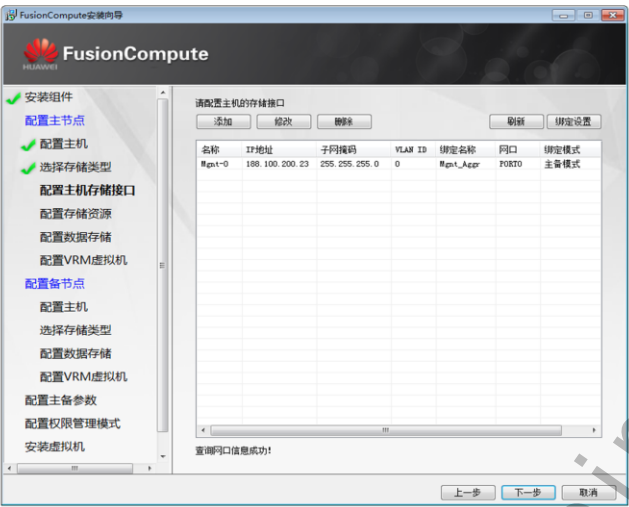 FusionCompute安装向导
HUAWEI
FusionCompute
安装组件
配置主节点
配置主机
选择存储类型
配置主机存储接口
配置存储资源
配置数据存储
配置VRM虚拟机
配置备节点
配置主机
选择存储类型
配置数据存储
配置VRM虚拟机
配置主备参数
配置权限管理模式
安装虚拟机
请配置主机的存储接口
添加 修改 删除 刷新 绑定设置
名称 IP地址 子网掩码 VLAN ID 绑定名称 网口 绑定模式
Mgnt-0 188.100.200.23 255.255.255.0 0 Mgnt_Aggr PORT0 主备模式
查询网口信息成功!
上一步 下一步 取消